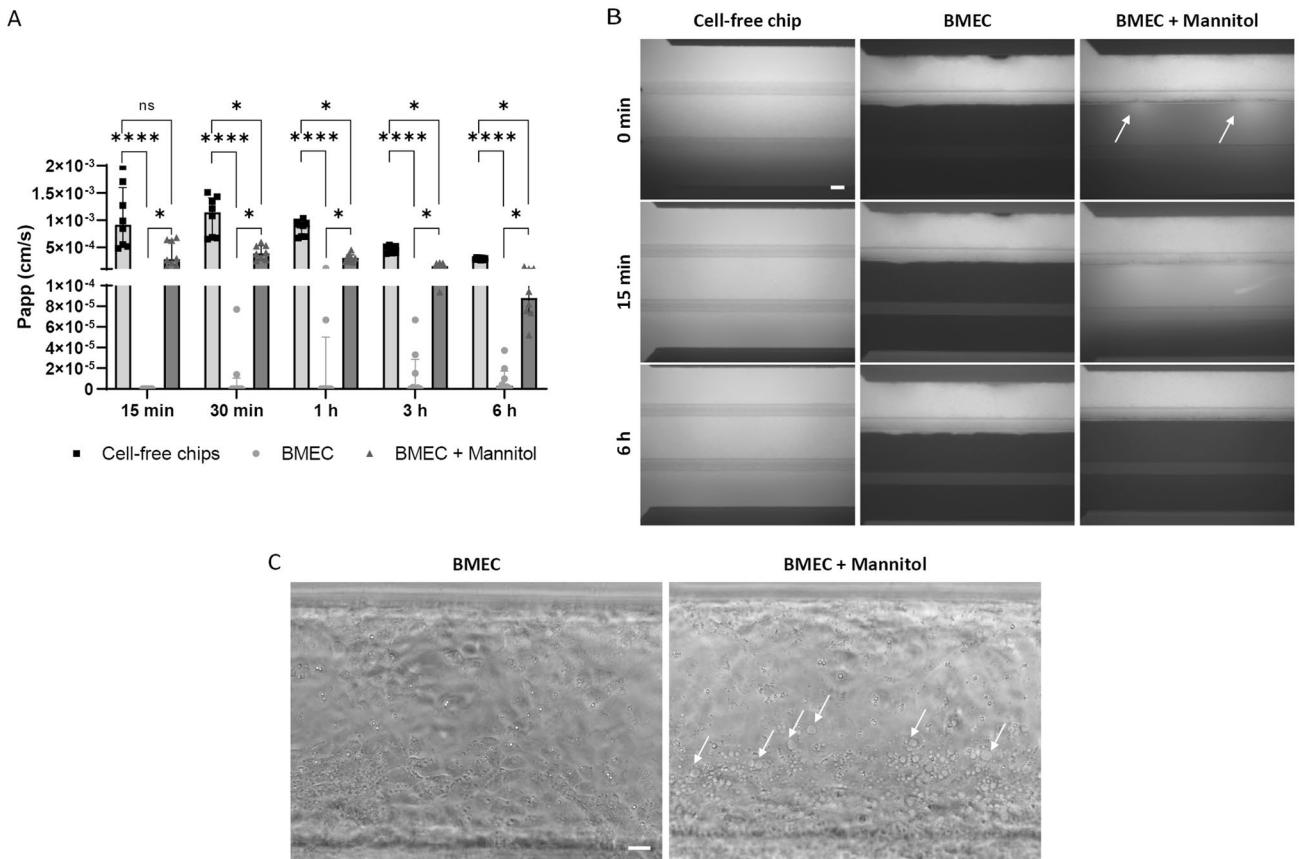 A
ns
*
*
*
*
****
****
****
****
****
*
*
*
*
*
2×10⁻³
1.5×10⁻³
1×10⁻³
5×10⁻⁴
1×10⁻⁴
8×10⁻⁵
6×10⁻⁵
4×10⁻⁵
2×10⁻⁵
0
Papp (cm/s)
15 min
30 min
1 h
3 h
6 h
Cell-free chips
BMEC
BMEC + Mannitol
B
Cell-free chip
BMEC
BMEC + Mannitol
0 min
15 min
6 h
C
BMEC
BMEC + Mannitol